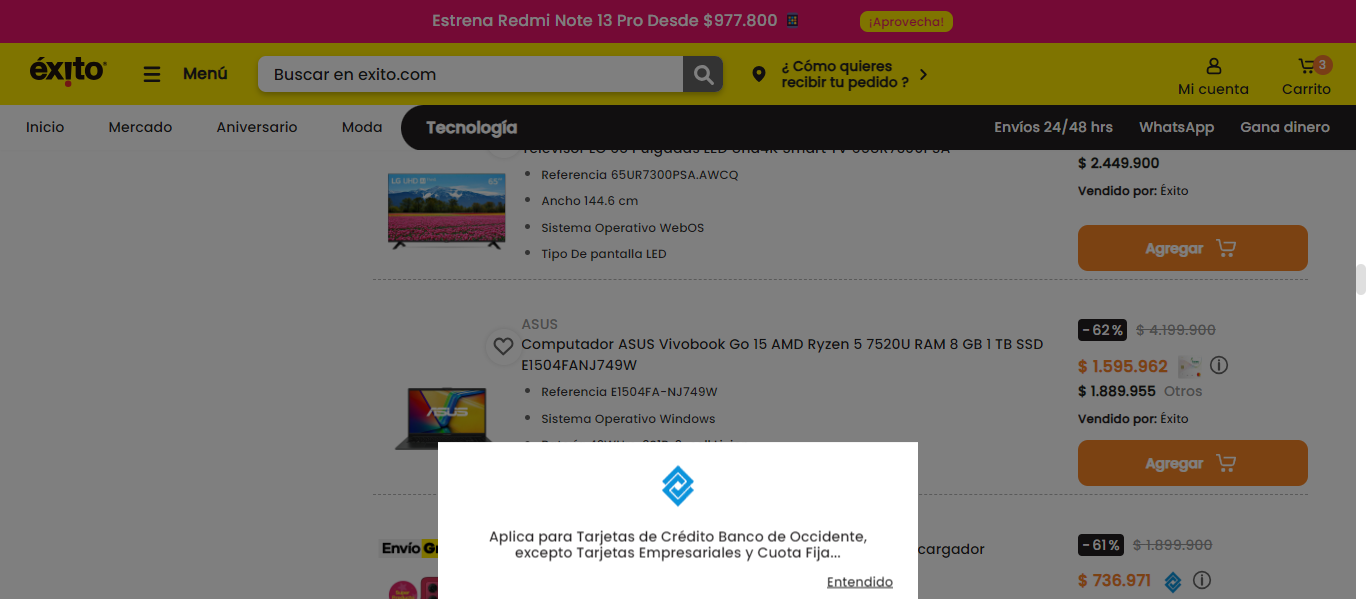 Estrena Redmi Note 13 Pro Desde $977.800
¡Aprovecha!
éxito
Menú
Buscar en exito.com
¿ Cómo quieres
recibir tu pedido ?
Mi cuenta
3
Carrito
Inicio
Mercado
Aniversario
Moda
Tecnología
Envíos 24/48 hrs
WhatsApp
Gana dinero
LG UHD
65"
Referencia 65UR7300PSA.AWCQ
Ancho 144.6 cm
Sistema Operativo WebOS
Tipo De pantalla LED
$ 2.449.900
Vendido por: Éxito
Agregar
ASUS
Computador ASUS Vivobook Go 15 AMD Ryzen 5 7520U RAM 8 GB 1 TB SSD
E1504FANJ749W
Referencia E1504FA-NJ749W
Sistema Operativo Windows
ASUS
-62%
$ 4.199.900
$ 1.595.962
$ 1.889.955 Otros
Vendido por: Éxito
Agregar
Aplica para Tarjetas de Crédito Banco de Occidente,
excepto Tarjetas Empresariales y Cuota Fija...
Entendido
Envío
cargador
-61%
$ 1.899.900
$ 736.971